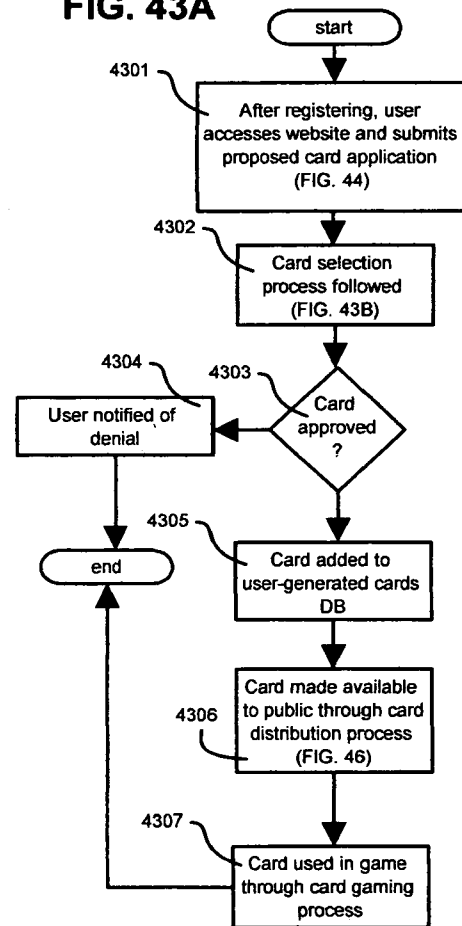 FIG. 43A
start
4301
After registering, user
accesses website and submits
proposed card application
(FIG. 44)
4302
Card selection
process followed
(FIG. 43B)
4303
Card
approved
?
4304
User notified of
denial
end
4305
Card added to
user-generated cards
DB
4306
Card made available
to public through card
distribution process
(FIG. 46)
4307
Card used in game
through card gaming
process